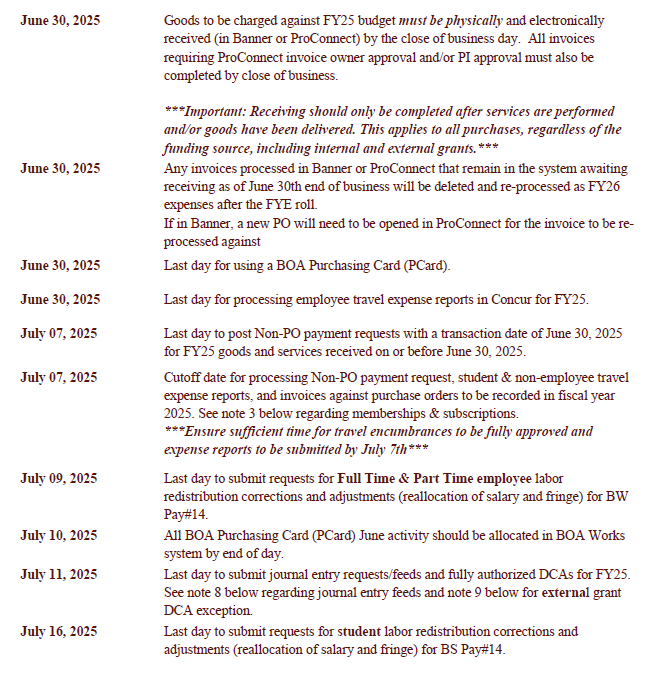 June 30, 2025 Goods to be charged against FY25 budget must be physically and electronically
received (in Banner or ProConnect) by the close of business day.  All invoices
requiring ProConnect invoice owner approval and/or PI approval must also be
completed by close of business.
***Important: Receiving should only be completed after services are performed
and/or goods have been delivered. This applies to all purchases, regardless of the
funding source, including internal and external grants.***
June 30, 2025 Any invoices processed in Banner or ProConnect that remain in the system awaiting
receiving as of June 30th end of business will be deleted and re-processed as FY26
expenses after the FYE roll.
If in Banner, a new PO will need to be opened in ProConnect for the invoice to be re-
processed against
June 30, 2025 Last day for using a BOA Purchasing Card (PCard).
June 30, 2025 Last day for processing employee travel expense reports in Concur for FY25.
July 07, 2025 Last day to post Non-PO payment requests with a transaction date of June 30, 2025
for FY25 goods and services received on or before June 30, 2025.
July 07, 2025 Cutoff date for processing Non-PO payment request, student & non-employee travel
expense reports, and invoices against purchase orders to be recorded in fiscal year
2025. See note 3 below regarding memberships & subscriptions.
***Ensure sufficient time for travel encumbrances to be fully approved and
expense reports to be submitted by July 7th***
July 09, 2025 Last day to submit requests for Full Time & Part Time employee labor
redistribution corrections and adjustments (reallocation of salary and fringe) for BW
Pay#14.
July 10, 2025 All BOA Purchasing Card (PCard) June activity should be allocated in BOA Works
system by end of day.
July 11, 2025 Last day to submit journal entry requests/feeds and fully authorized DCAs for FY25.
See note 8 below regarding journal entry feeds and note 9 below for external grant
DCA exception.
July 16, 2025 Last day to submit requests for student labor redistribution corrections and
adjustments (reallocation of salary and fringe) for BS Pay#14.